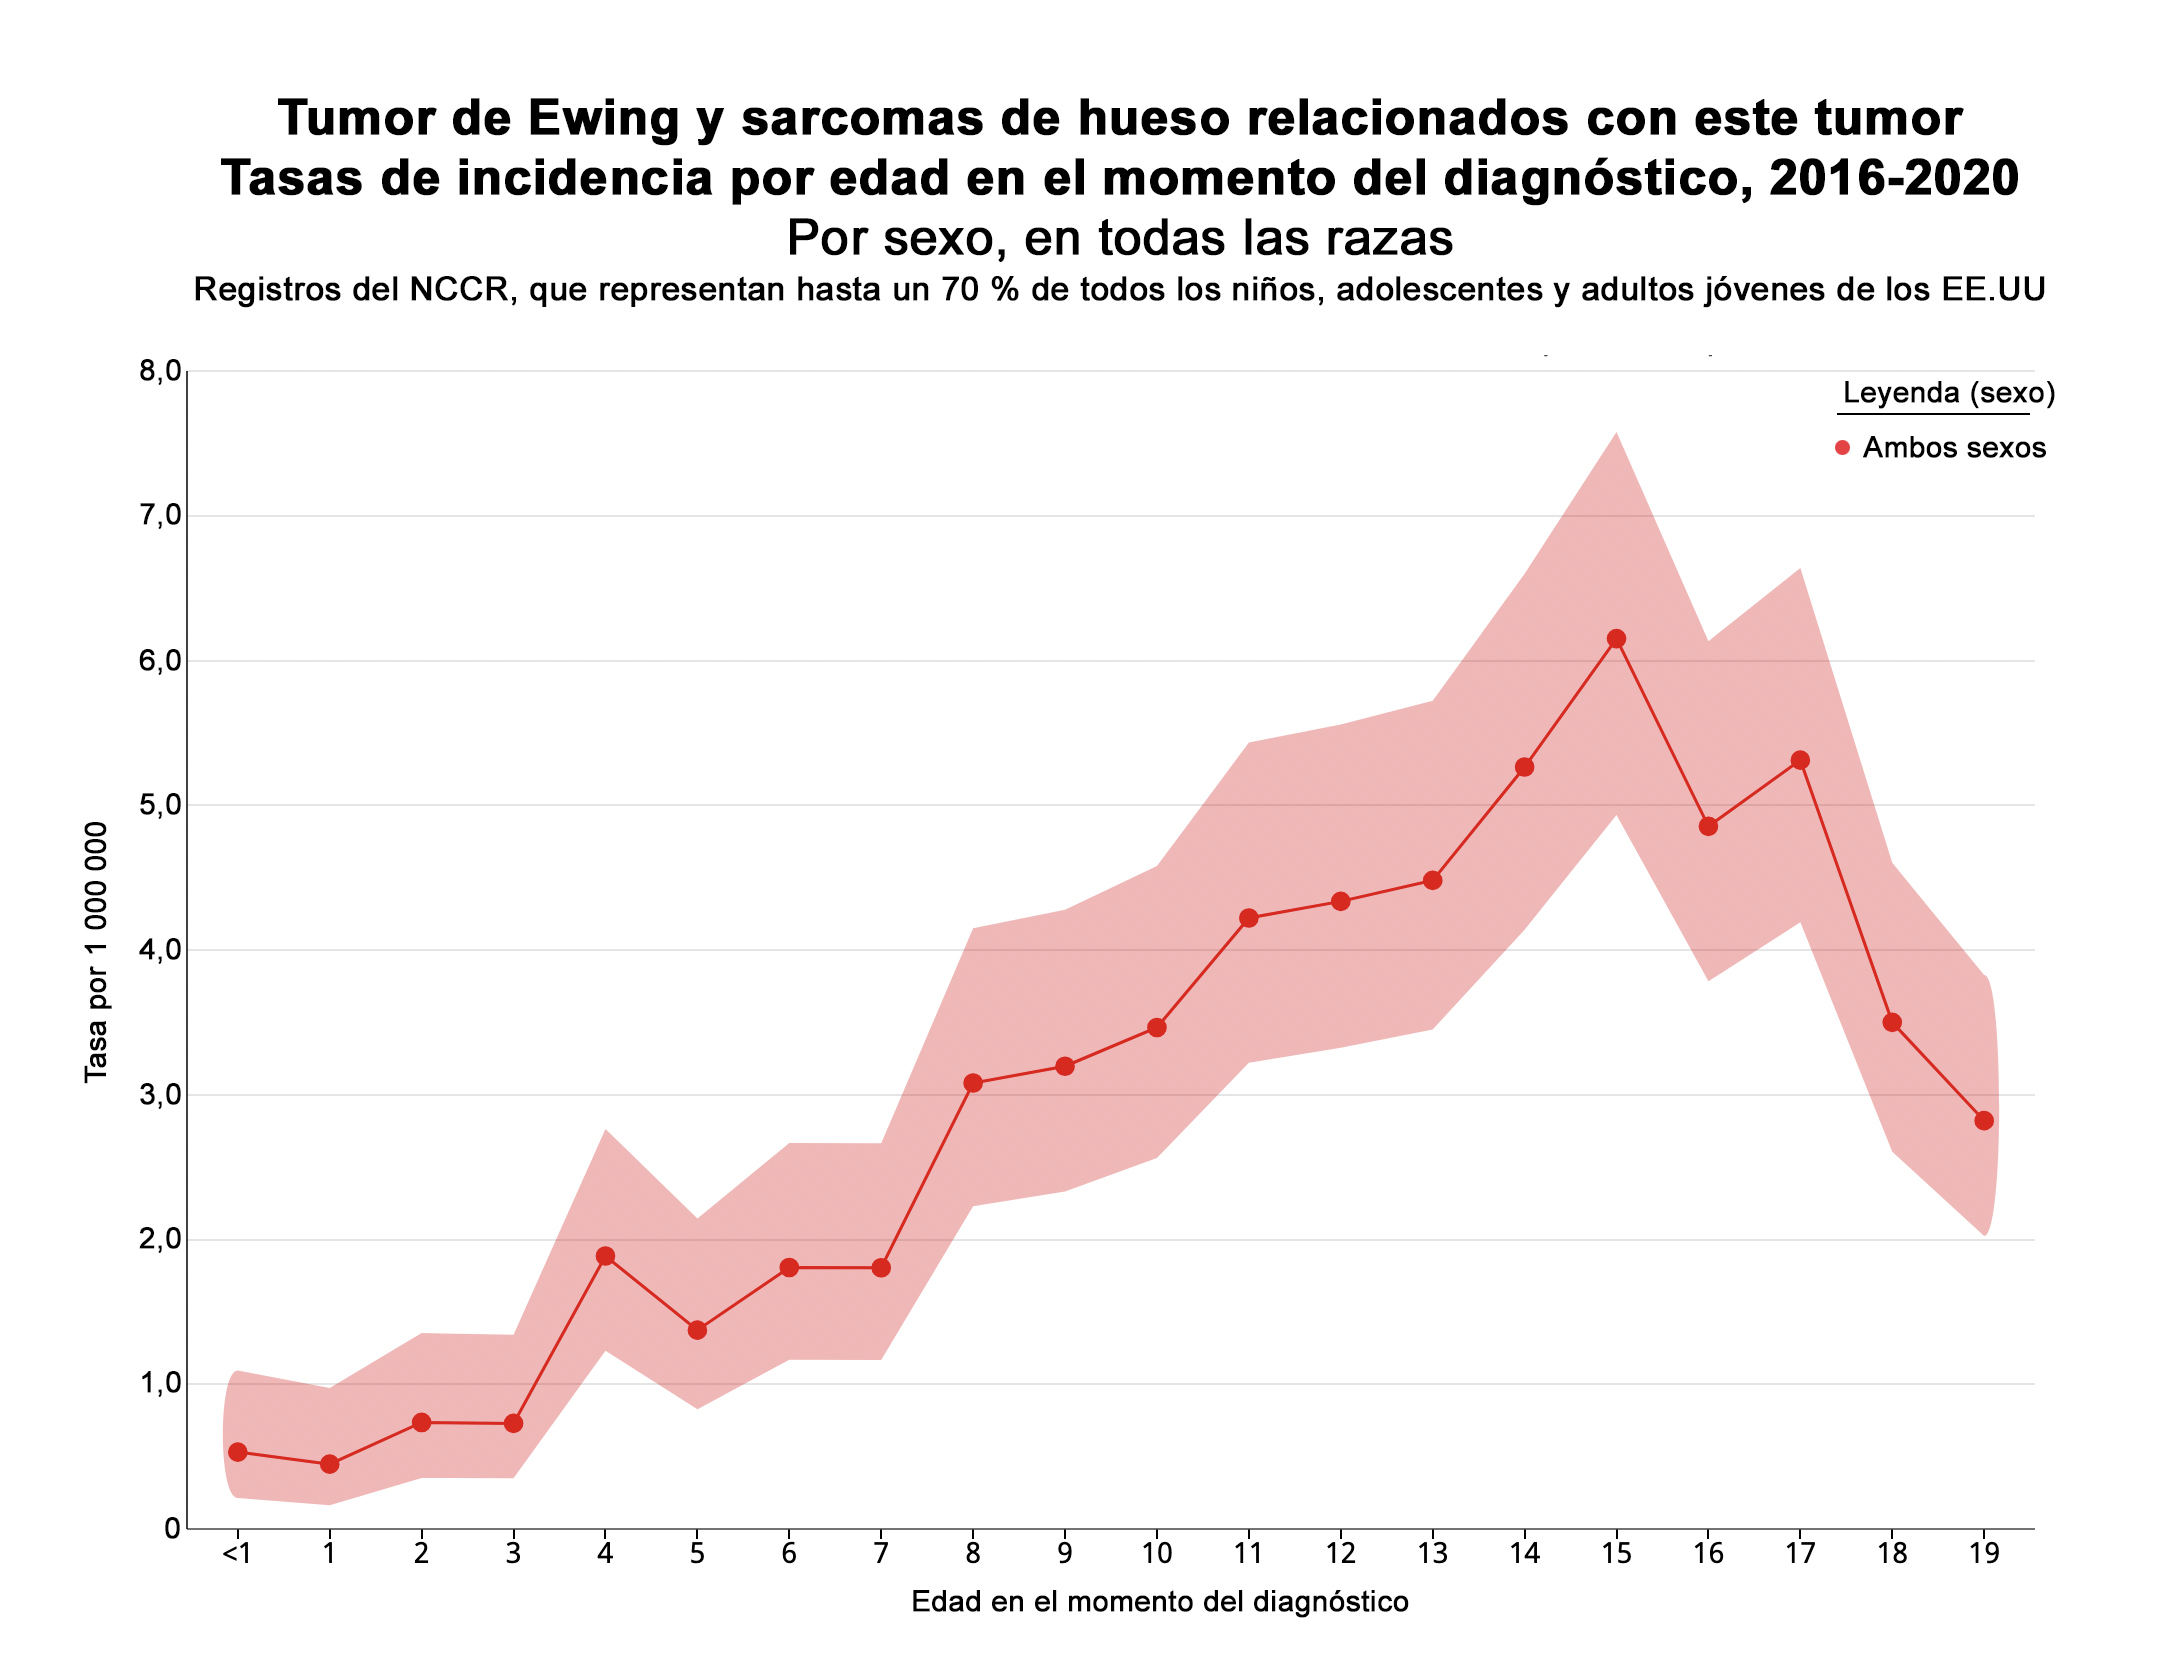 Tumor de Ewing y sarcomas de hueso relacionados con este tumor
Tasas de incidencia por edad en el momento del diagnóstico, 2016-2020
Por sexo, en todas las razas
Registros del NCCR, que representan hasta un 70 % de todos los niños, adolescentes y adultos jóvenes de los EE.UU
Leyenda (sexo)
Ambos sexos
8,0
7,0
6,0
5,0
4,0
3,0
2,0
1,0
0
Tasa por 1 000 000
<1 1 2 3 4 5 6 7 8 9 10 11 12 13 14 15 16 17 18 19
Edad en el momento del diagnóstico